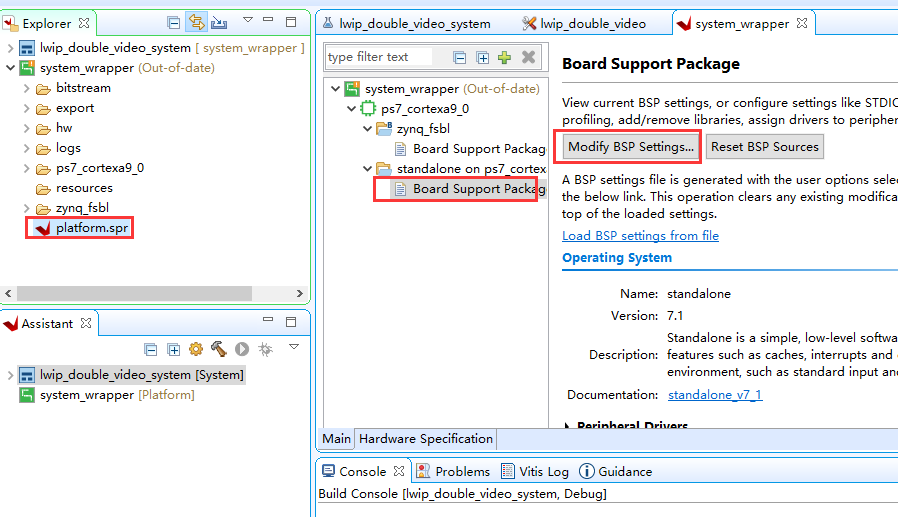 Explorer
lwip_double_video_system [ system_wrapper ]
system_wrapper (Out-of-date)
bitstream
export
hw
logs
ps7_cortexa9_0
resources
zynq_fsbl
platform.spr
Assistant
lwip_double_video_system [System]
system_wrapper [Platform]
lwip_double_video_system
lwip_double_video
system_wrapper
type filter text
system_wrapper (Out-of-date)
ps7_cortexa9_0
zynq_fsbl
Board Support Package
standalone on ps7_cortex
Board Support Package
Board Support Package
View current BSP settings, or configure settings like STDIO
profiling, add/remove libraries, assign drivers to peripher
Modify BSP Settings...
Reset BSP Sources
A BSP settings file is generated with the user options selec
the below link. This operation clears any existing modifica
top of the loaded settings.
Load BSP settings from file
Operating System
Name: standalone
Version: 7.1
Description: Standalone is a simple, low-level softwa
features such as caches, interrupts and
environment, such as standard input an
Documentation: standalone_v7_1
Peripheral Drivers
Main
Hardware Specification
Console
Problems
Vitis Log
Guidance
Build Console [lwip_double_video_system, Debug]